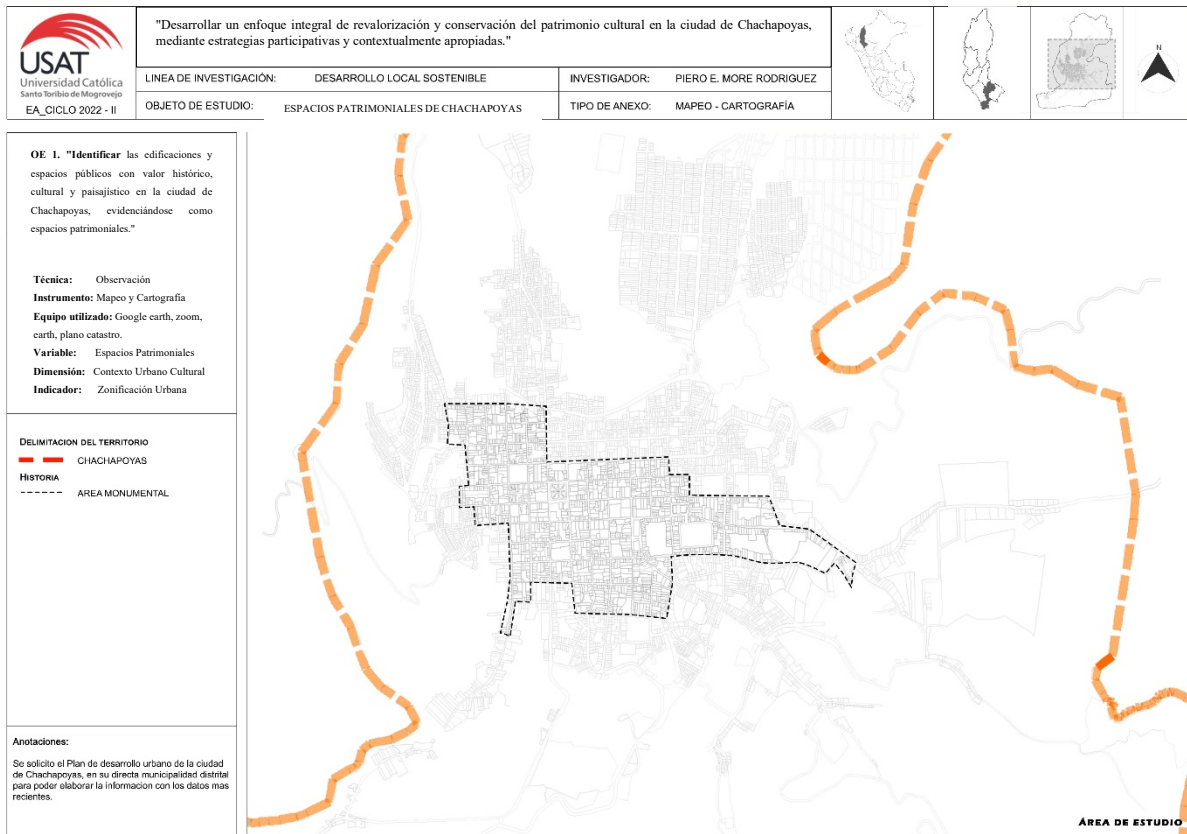 USAT
Universidad Católica
Santo Toribio de Mogrovejo
EA_CICLO 2022 - II
"Desarrollar un enfoque integral de revalorización y conservación del patrimonio cultural en la ciudad de Chachapoyas,
mediante estrategias participativas y contextualmente apropiadas."
LINEA DE INVESTIGACIÓN: DESARROLLO LOCAL SOSTENIBLE
INVESTIGADOR: PIERO E. MORE RODRIGUEZ
OBJETO DE ESTUDIO: ESPACIOS PATRIMONIALES DE CHACHAPOYAS
TIPO DE ANEXO: MAPEO - CARTOGRAFÍA
N
OE 1. "Identificar las edificaciones y
espacios públicos con valor histórico,
cultural y paisajístico en la ciudad de
Chachapoyas, evidenciándose como
espacios patrimoniales."
Técnica: Observación
Instrumento: Mapeo y Cartografía
Equipo utilizado: Google earth, zoom,
earth, plano catastro.
Variable: Espacios Patrimoniales
Dimensión: Contexto Urbano Cultural
Indicador: Zonificación Urbana
DELIMITACION DEL TERRITORIO
CHACHAPOYAS
HISTORIA
AREA MONUMENTAL
Anotaciones:
Se solicito el Plan de desarrollo urbano de la ciudad
de Chachapoyas, en su directa municipalidad distrital
para poder elaborar la informacion con los datos mas
recientes.
ÁREA DE ESTUDIO